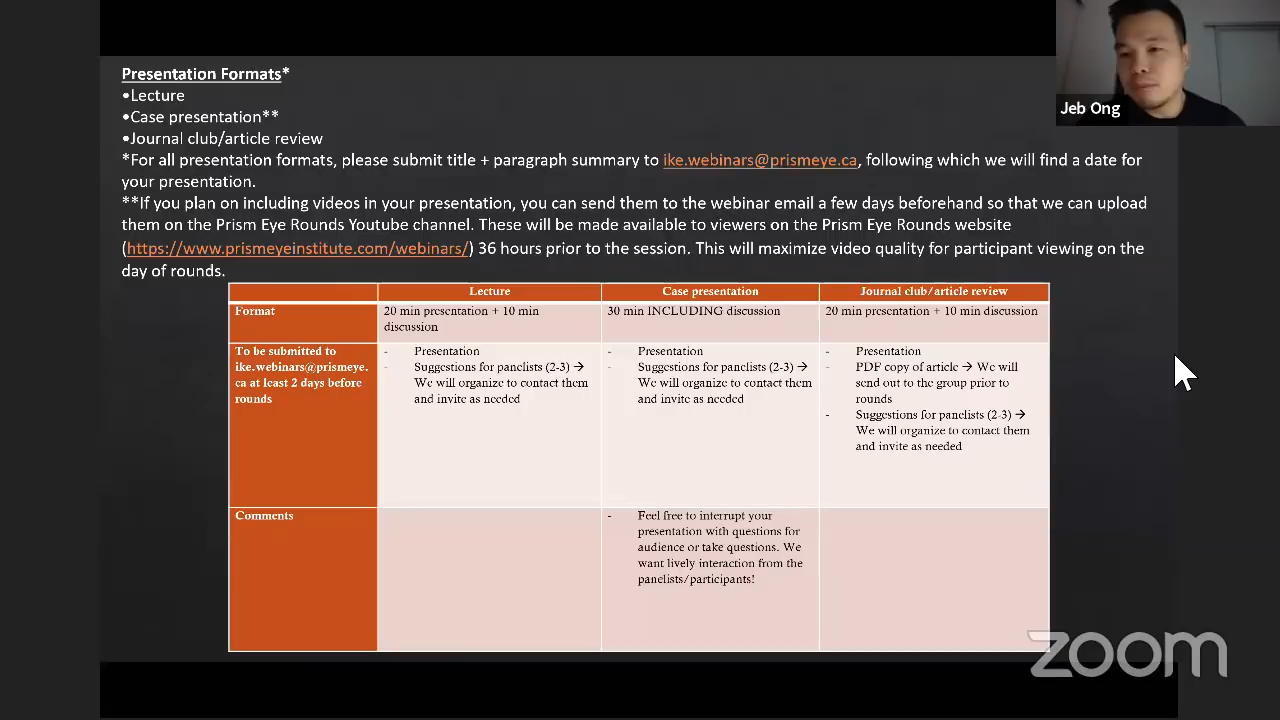 Presentation Formats*
•Lecture
•Case presentation**
•Journal club/article review
*For all presentation formats, please submit title + paragraph summary to ike.webinars@prismeye.ca, following which we will find a date for
your presentation.
**If you plan on including videos in your presentation, you can send them to the webinar email a few days beforehand so that we can upload
them on the Prism Eye Rounds Youtube channel. These will be made available to viewers on the Prism Eye Rounds website
(https://www.prismeyeinstitute.com/webinars/) 36 hours prior to the session. This will maximize video quality for participant viewing on the
day of rounds.
Jeb Ong
Lecture
Case presentation
Journal club/article review
Format
20 min presentation + 10 min
discussion
30 min INCLUDING discussion
20 min presentation + 10 min discussion
To be submitted to
ike.webinars@prismeye.
ca at least 2 days before
rounds
- Presentation
- Suggestions for panelists (2-3) →
We will organize to contact them
and invite as needed
- Presentation
- Suggestions for panelists (2-3) →
We will organize to contact them
and invite as needed
- Presentation
- PDF copy of article → We will
send out to the group prior to
rounds
- Suggestions for panelists (2-3) →
We will organize to contact them
and invite as needed
Comments
- Feel free to interrupt your
presentation with questions for
audience or take questions. We
want lively interaction from the
panelists/participants!
zoom